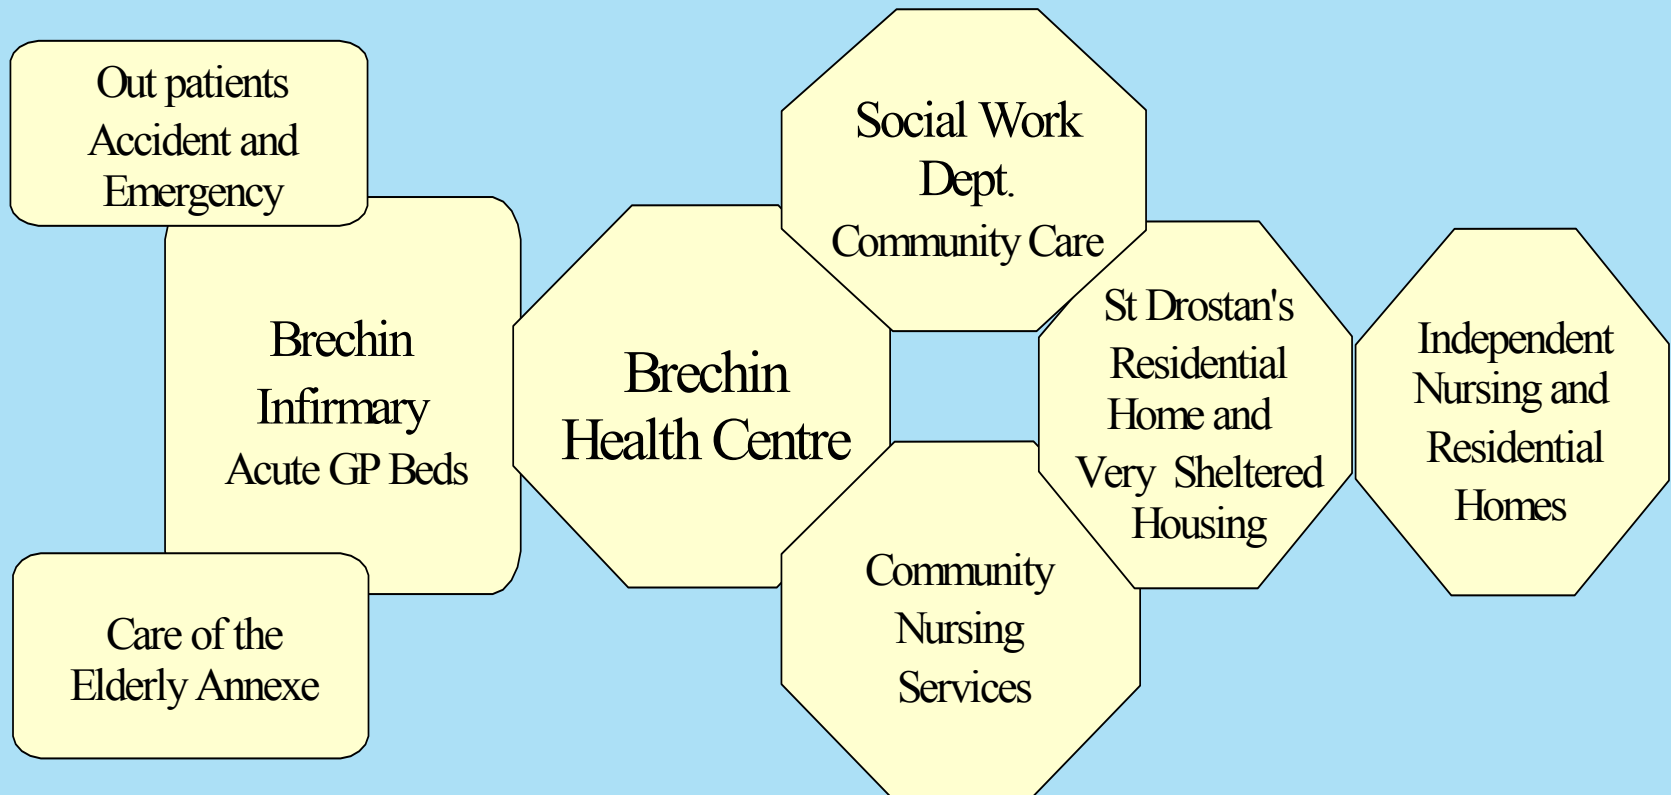 Out patients
Accident and
Emergency
Brechin
Infirmary
Acute GP Beds
Care of the
Elderly Annexe
Brechin
Health Centre
Social Work
Dept.
Community Care
Community
Nursing
Services
St Drostan's
Residential
Home and
Very Sheltered
Housing
Independent
Nursing and
Residential
Homes